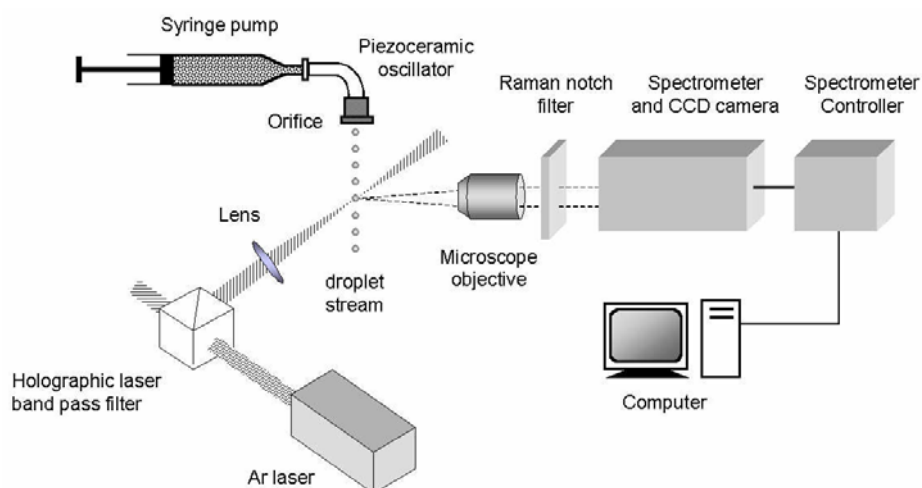 Syringe pump
Piezoceramic
oscillator
Orifice
Raman notch
filter
Spectrometer
and CCD camera
Spectrometer
Controller
Lens
droplet
stream
Microscope
objective
Holographic laser
band pass filter
Ar laser
Computer